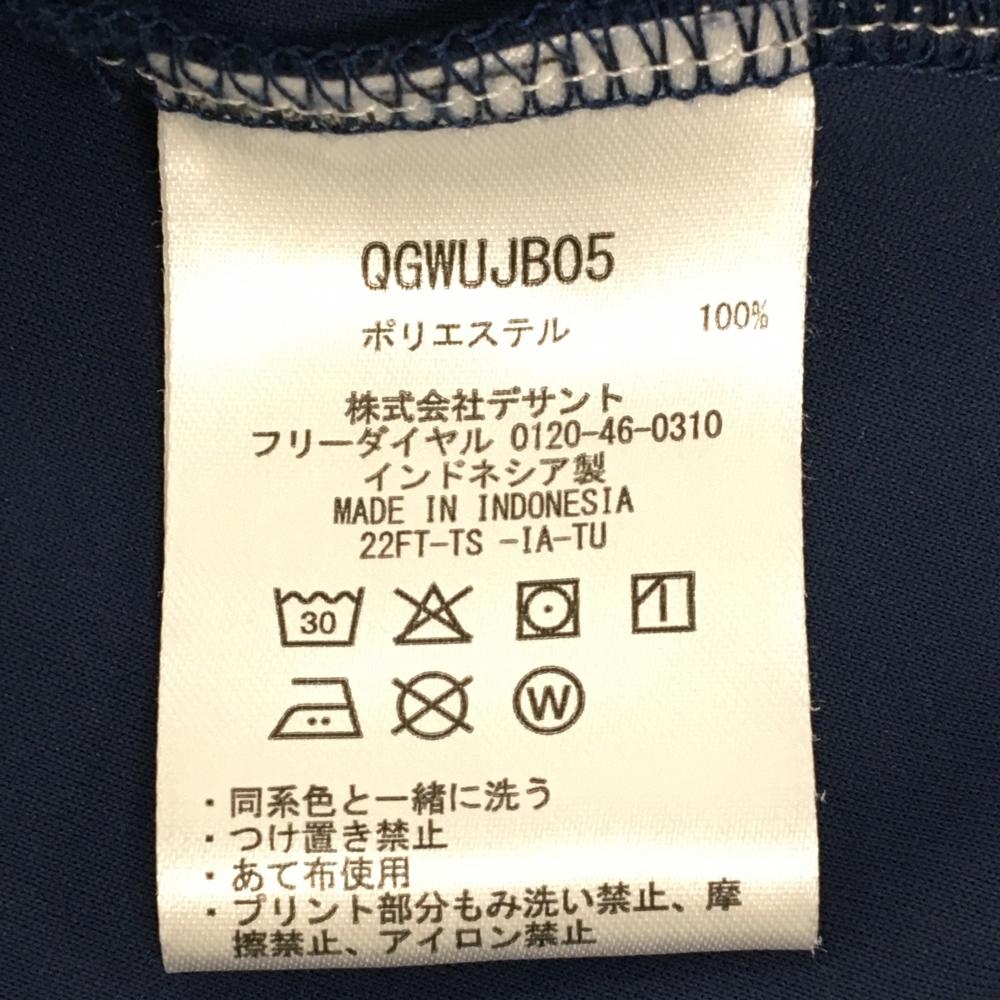 QGWUJB05
ポリエステル 100%
株式会社デサント
フリーダイヤル 0120-46-0310
インドネシア製
MADE IN INDONESIA
22FT-TS -IA-TU
30
W
・同系色と一緒に洗う
・つけ置き禁止
・あて布使用
・プリント部分もみ洗い禁止、摩
擦禁止、アイロン禁止